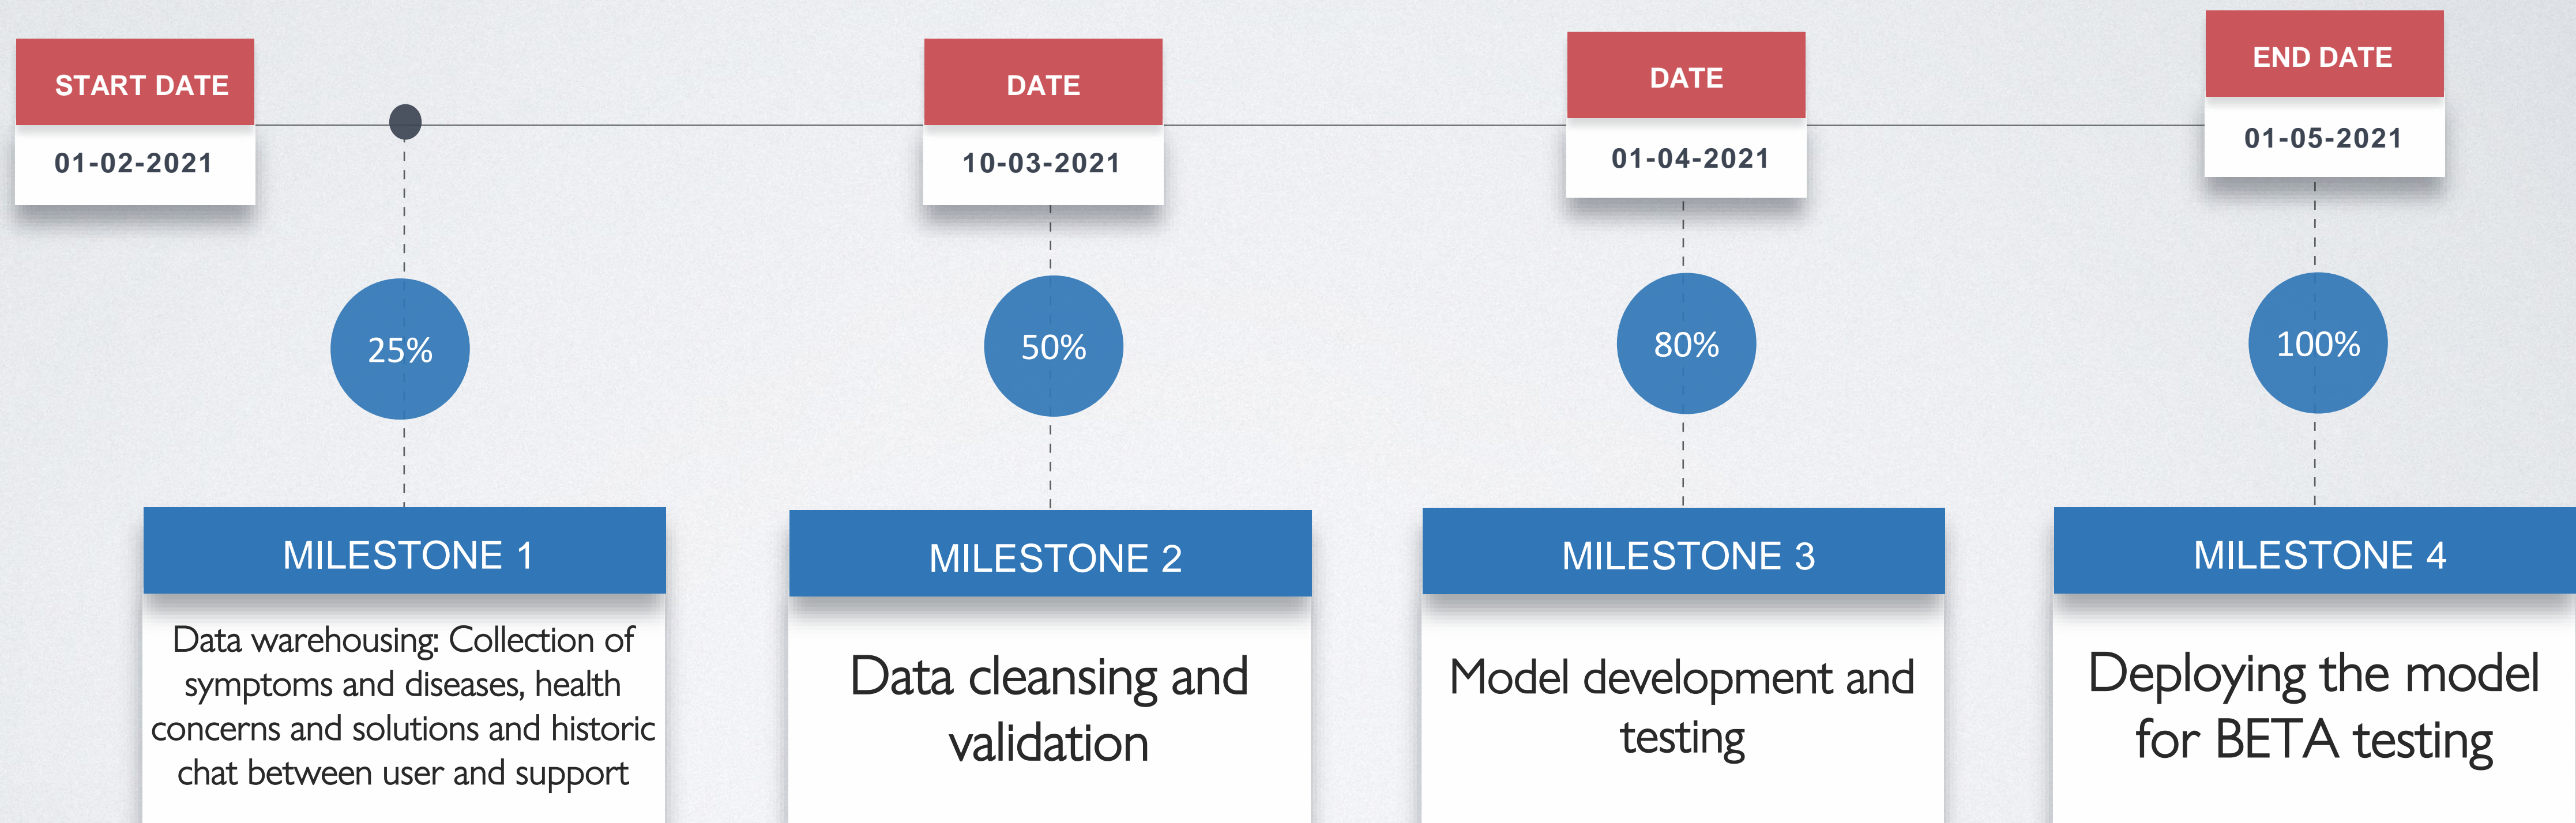 START DATE
01-02-2021
DATE
10-03-2021
DATE
01-04-2021
END DATE
01-05-2021
25%
50%
80%
100%
MILESTONE 1
Data warehousing: Collection of
symptoms and diseases, health
concerns and solutions and historic
chat between user and support
MILESTONE 2
Data cleansing and
validation
MILESTONE 3
Model development and
testing
MILESTONE 4
Deploying the model
for BETA testing